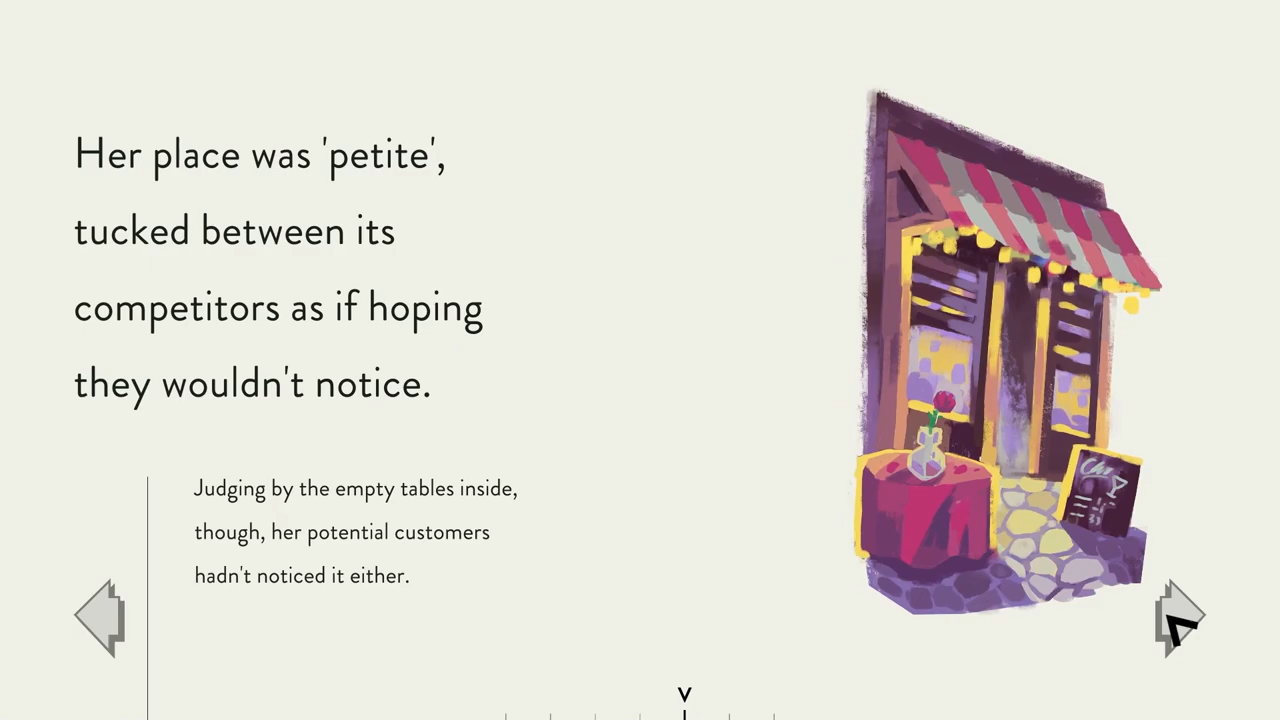 Her place was 'petite',
tucked between its
competitors as if hoping
they wouldn't notice.
Judging by the empty tables inside,
though, her potential customers
hadn't noticed it either.